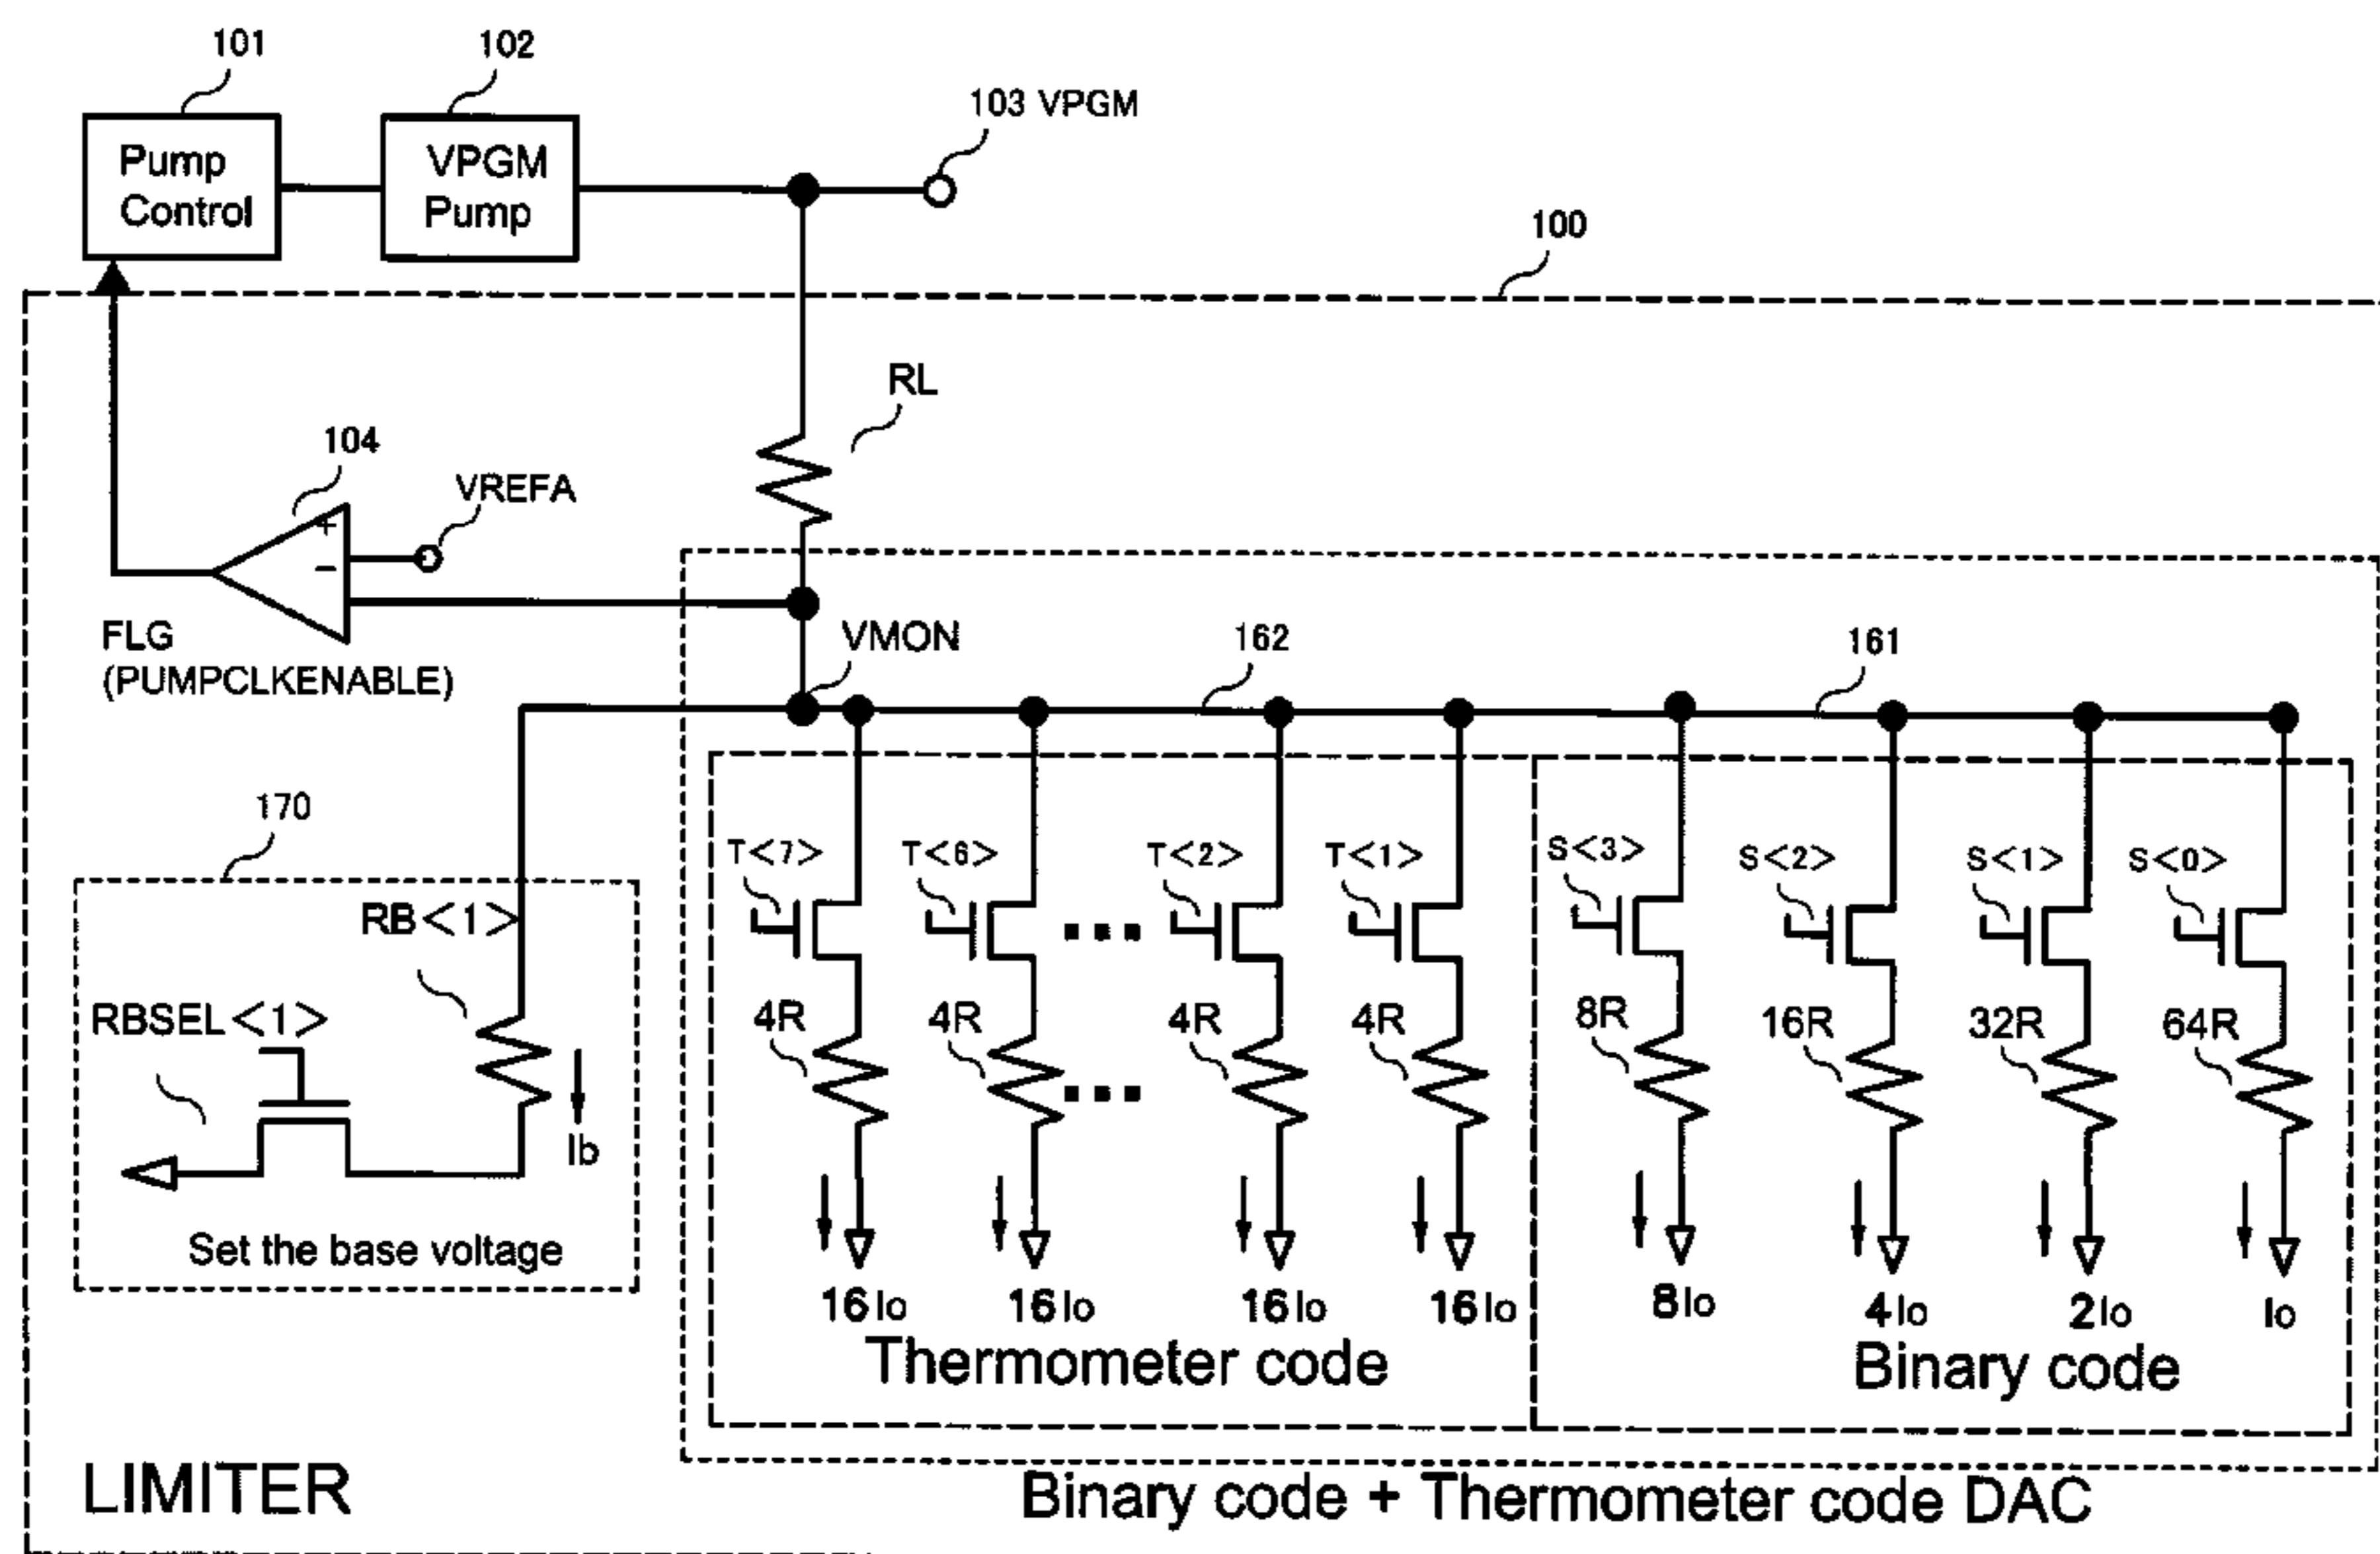 101
102
103 VPGM
Pump
Control
VPGM
Pump
100
RL
104
VREFA
+
−
FLG
(PUMPCLKENABLE)
VMON
162
161
170
T<7>
T<6>
T<2>
T<1>
S<3>
S<2>
S<1>
S<0>
RB<1>
RBSEL<1>
4R
4R
4R
4R
8R
16R
32R
64R
Ib
Set the base voltage
16Io
16Io
16Io
16Io
8Io
4Io
2Io
Io
Thermometer code
Binary code
LIMITER
Binary code + Thermometer code DAC